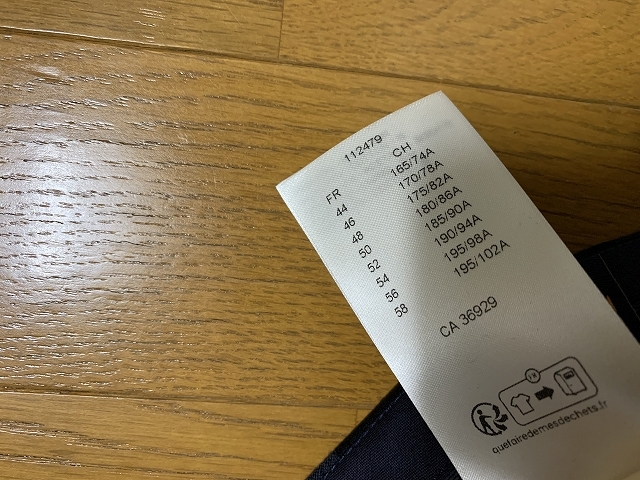 112479
FR CH
44 165/74A
46 170/78A
48 175/82A
50 180/86A
52 185/90A
54 190/94A
56 195/98A
58 195/102A
CA 36929
FR
quefairedemesdechets.fr